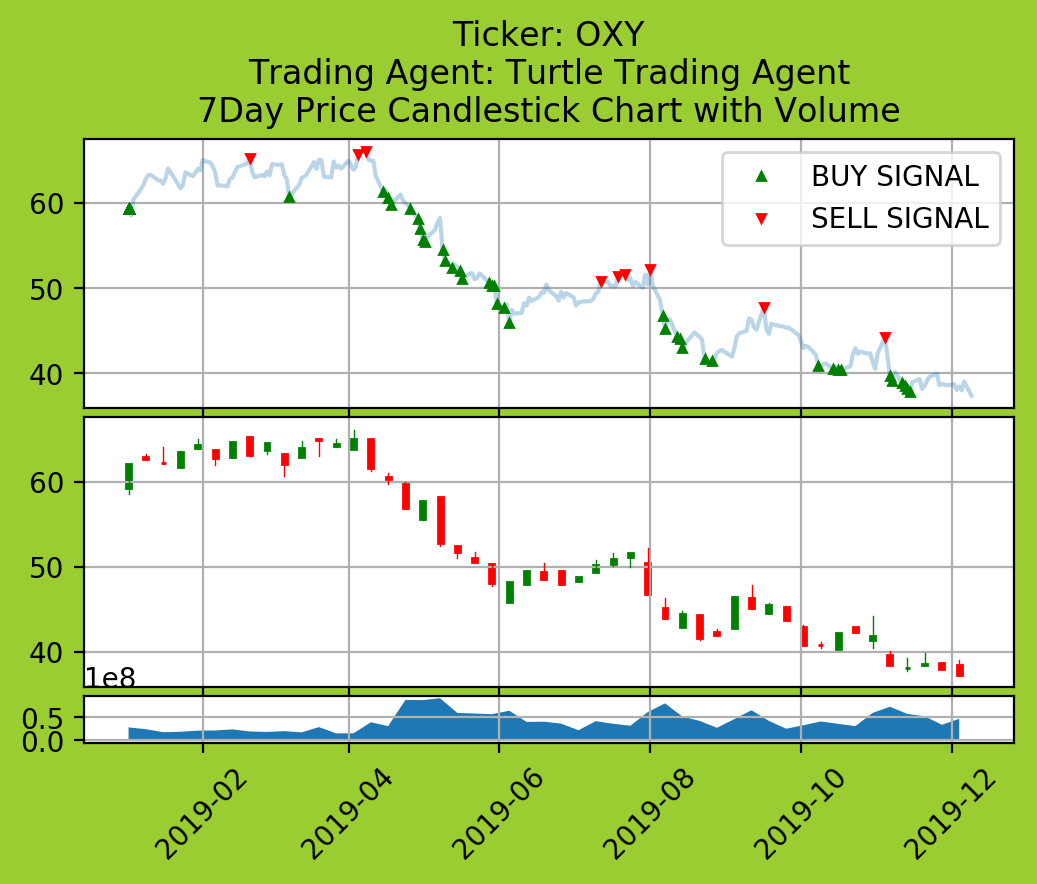 Ticker: OXY
Trading Agent: Turtle Trading Agent
7Day Price Candlestick Chart with Volume
BUY SIGNAL
SELL SIGNAL
60
50
40
60
50
40
1e8
0.5
0.0
2019-02
2019-04
2019-06
2019-08
2019-10
2019-12